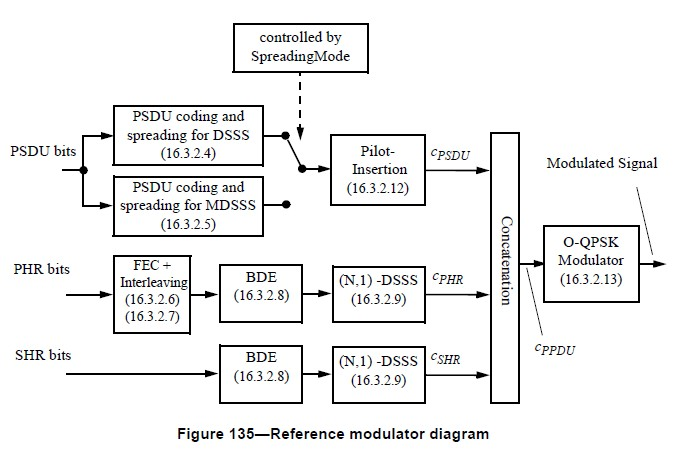 controlled by
SpreadingMode
PSDU coding and
spreading for DSSS
(16.3.2.4)
PSDU bits
PSDU coding and
spreading for MDSSS
(16.3.2.5)
Pilot-
Insertion
(16.3.2.12)
cPSDU
Concatenation
Modulated Signal
O-QPSK
Modulator
(16.3.2.13)
cPPDU
PHR bits
FEC +
Interleaving
(16.3.2.6)
(16.3.2.7)
BDE
(16.3.2.8)
(N,1) -DSSS
(16.3.2.9)
cPHR
SHR bits
BDE
(16.3.2.8)
(N,1) -DSSS
(16.3.2.9)
cSHR
Figure 135—Reference modulator diagram